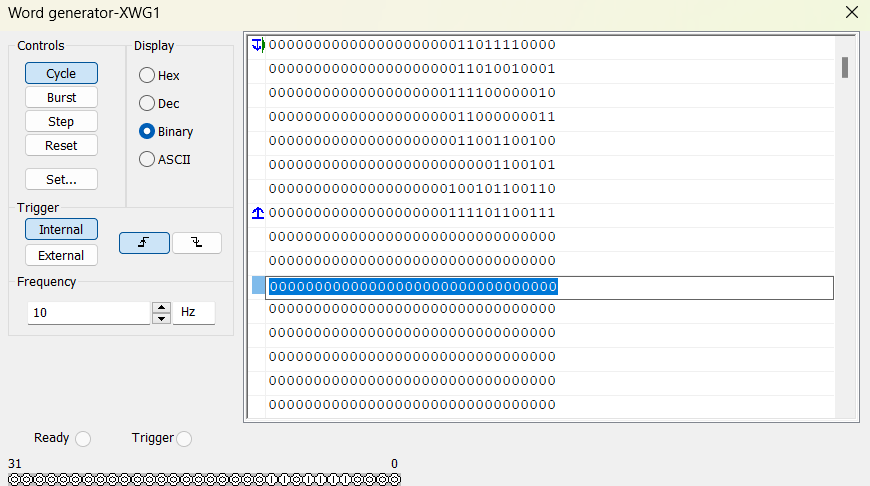 Word generator-XWG1
Controls
Display
Cycle
Burst
Step
Reset
Set...
Hex
Dec
Binary
ASCII
Trigger
Internal
External
Frequency
10
Hz
00000000000000000000011011110000
00000000000000000000011010010001
00000000000000000000111100000010
00000000000000000000011000000011
00000000000000000000011001100100
00000000000000000000000001100101
00000000000000000000100101100110
00000000000000000000111101100111
00000000000000000000000000000000
00000000000000000000000000000000
00000000000000000000000000000000
00000000000000000000000000000000
00000000000000000000000000000000
00000000000000000000000000000000
00000000000000000000000000000000
00000000000000000000000000000000
Ready
Trigger
31 0